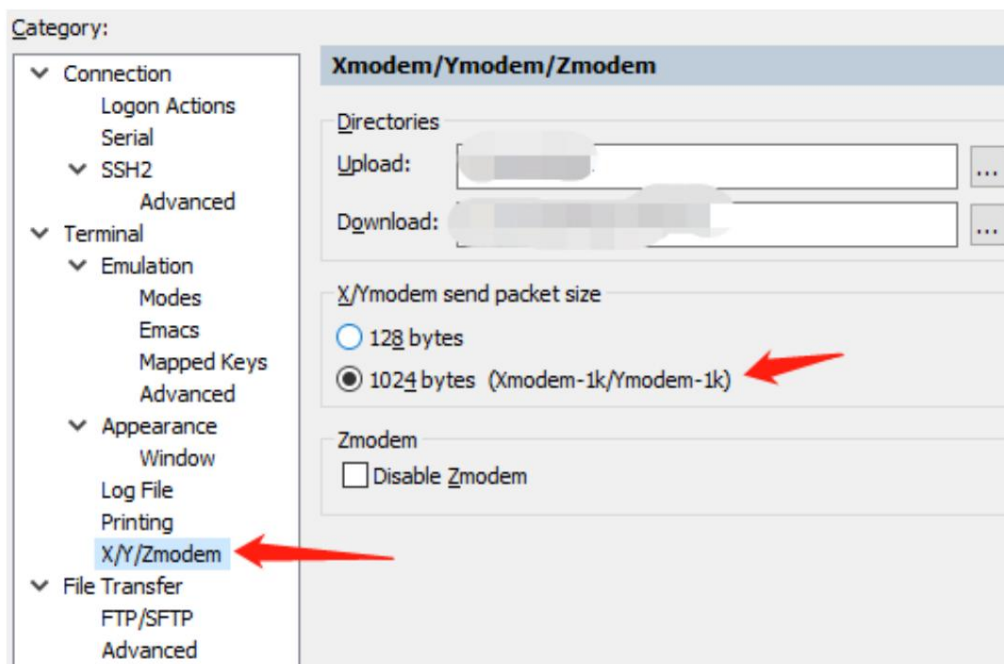 Category:
Connection
Logon Actions
Serial
SSH2
Advanced
Terminal
Emulation
Modes
Emacs
Mapped Keys
Advanced
Appearance
Window
Log File
Printing
X/Y/Zmodem
File Transfer
FTP/SFTP
Advanced
Xmodem/Ymodem/Zmodem
Directories
Upload:
...
Download:
...
X/Ymodem send packet size
128 bytes
1024 bytes (Xmodem-1k/Ymodem-1k)
Zmodem
Disable Zmodem